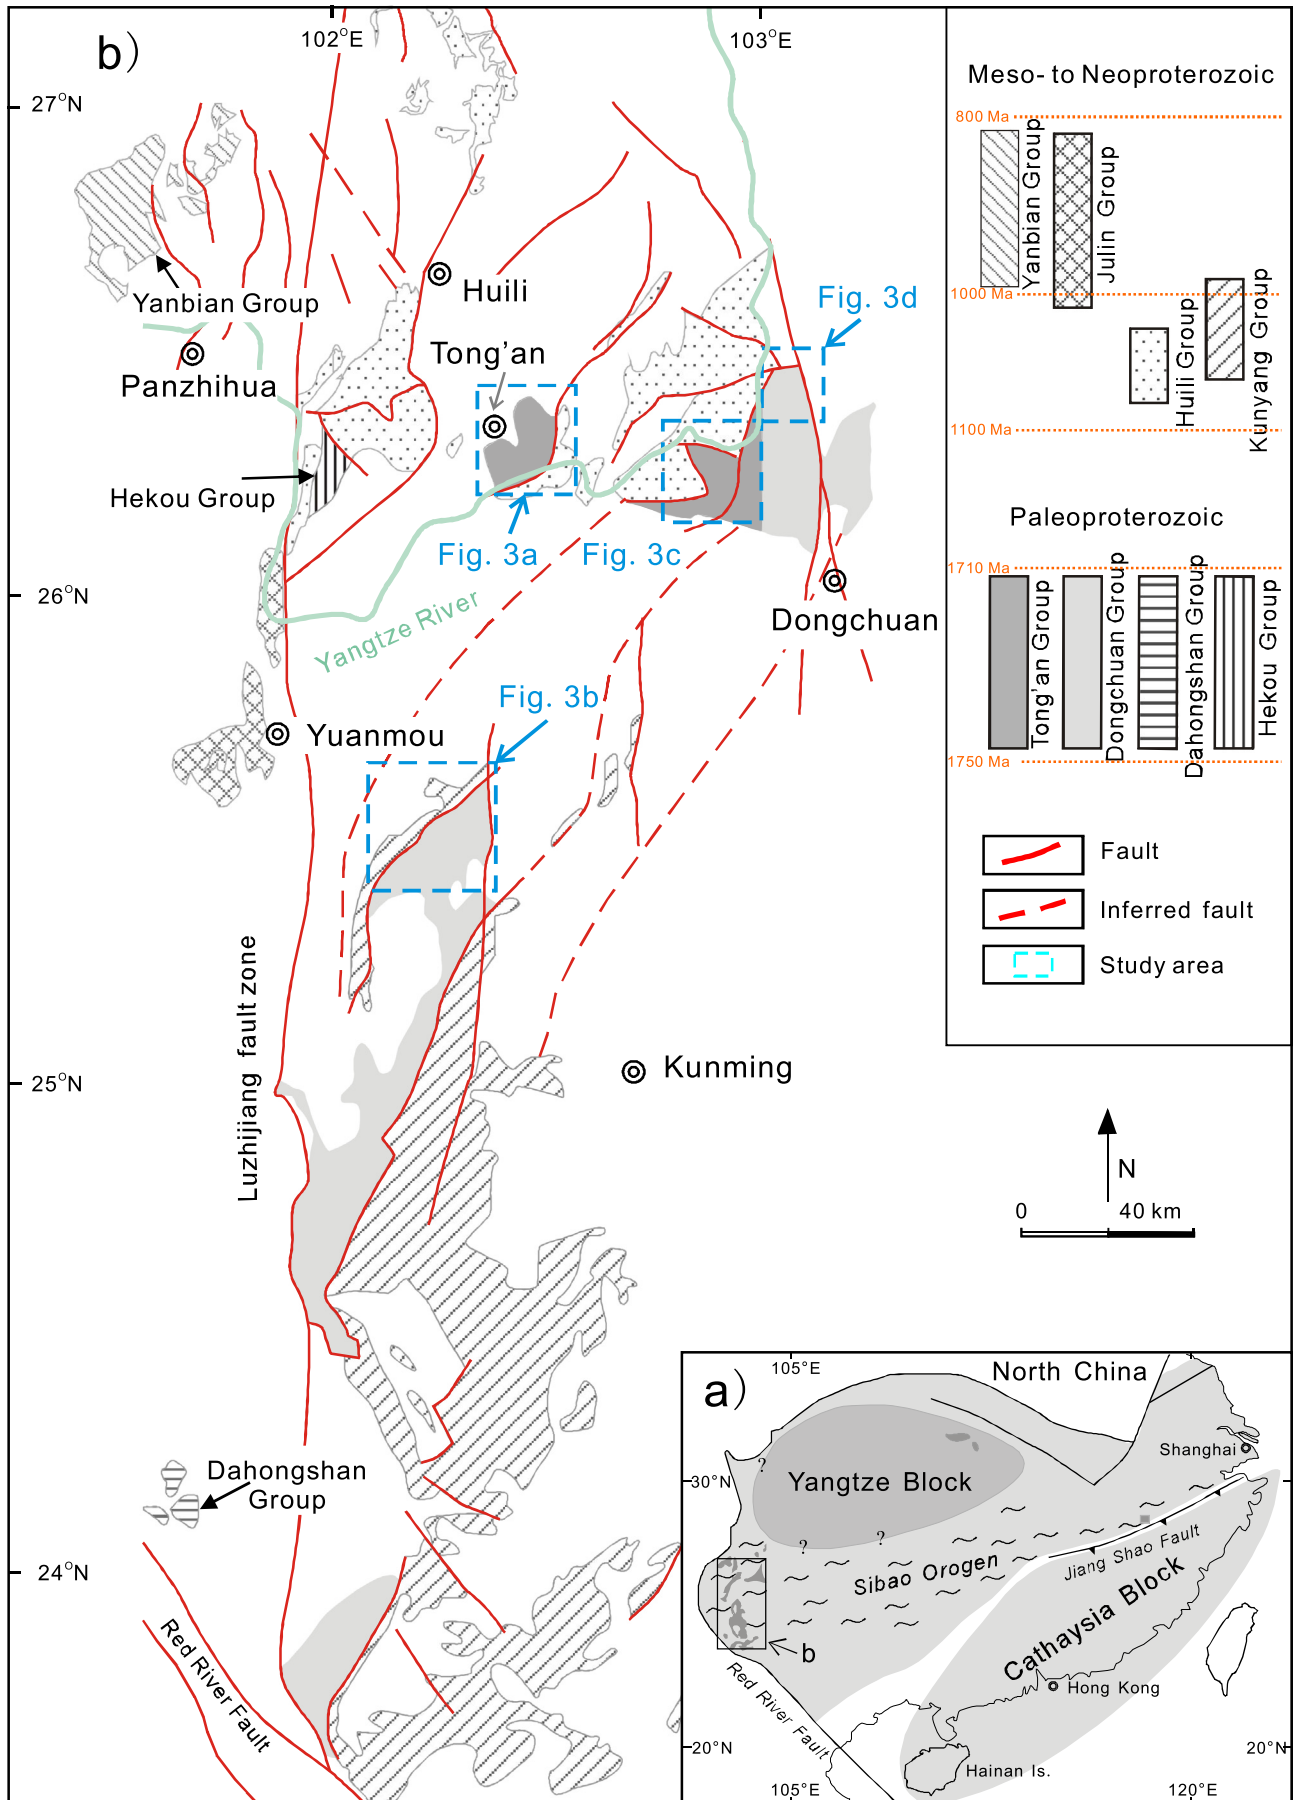 b)
102°E
103°E
27°N
26°N
25°N
24°N
Yanbian Group
Panzhihua
Huili
Tong'an
Hekou Group
Fig. 3d
Fig. 3a
Fig. 3c
Yangtze River
Dongchuan
Fig. 3b
Yuanmou
Luzhijiang fault zone
Kunming
Dahongshan
Group
Red River Fault
Meso- to Neoproterozoic
800 Ma
Yanbian Group
Julin Group
1000 Ma
Huili Group
Kunyang Group
1100 Ma
Paleoproterozoic
1710 Ma
Tong'an Group
Dongchuan Group
Dahongshan Group
Hekou Group
1750 Ma
Fault
Inferred fault
Study area
N
0
40 km
a)
105°E
North China
Shanghai
30°N
?
Yangtze Block
?
?
Sibao Orogen
Jiang Shao Fault
Cathaysia Block
b
Red River Fault
Hong Kong
20°N
20°N
Hainan Is.
105°E
120°E